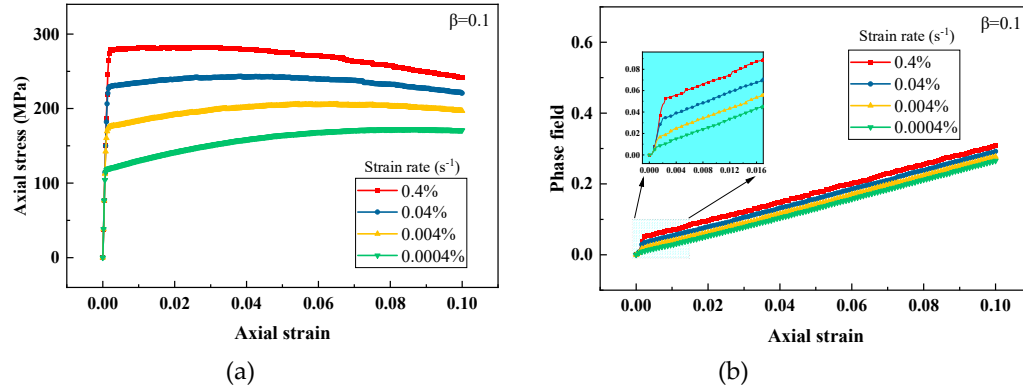 β=0.1
300
200
100
0
Axial stress (MPa)
Strain rate (s⁻¹)
0.4%
0.04%
0.004%
0.0004%
0.00 0.02 0.04 0.06 0.08 0.10
Axial strain
(a)
β=0.1
0.6
0.4
0.2
0.0
Phase field
0.08
0.06
0.04
0.02
0.00
0.000 0.004 0.008 0.012 0.016
Strain rate (s⁻¹)
0.4%
0.04%
0.004%
0.0004%
0.00 0.02 0.04 0.06 0.08 0.10
Axial strain
(b)